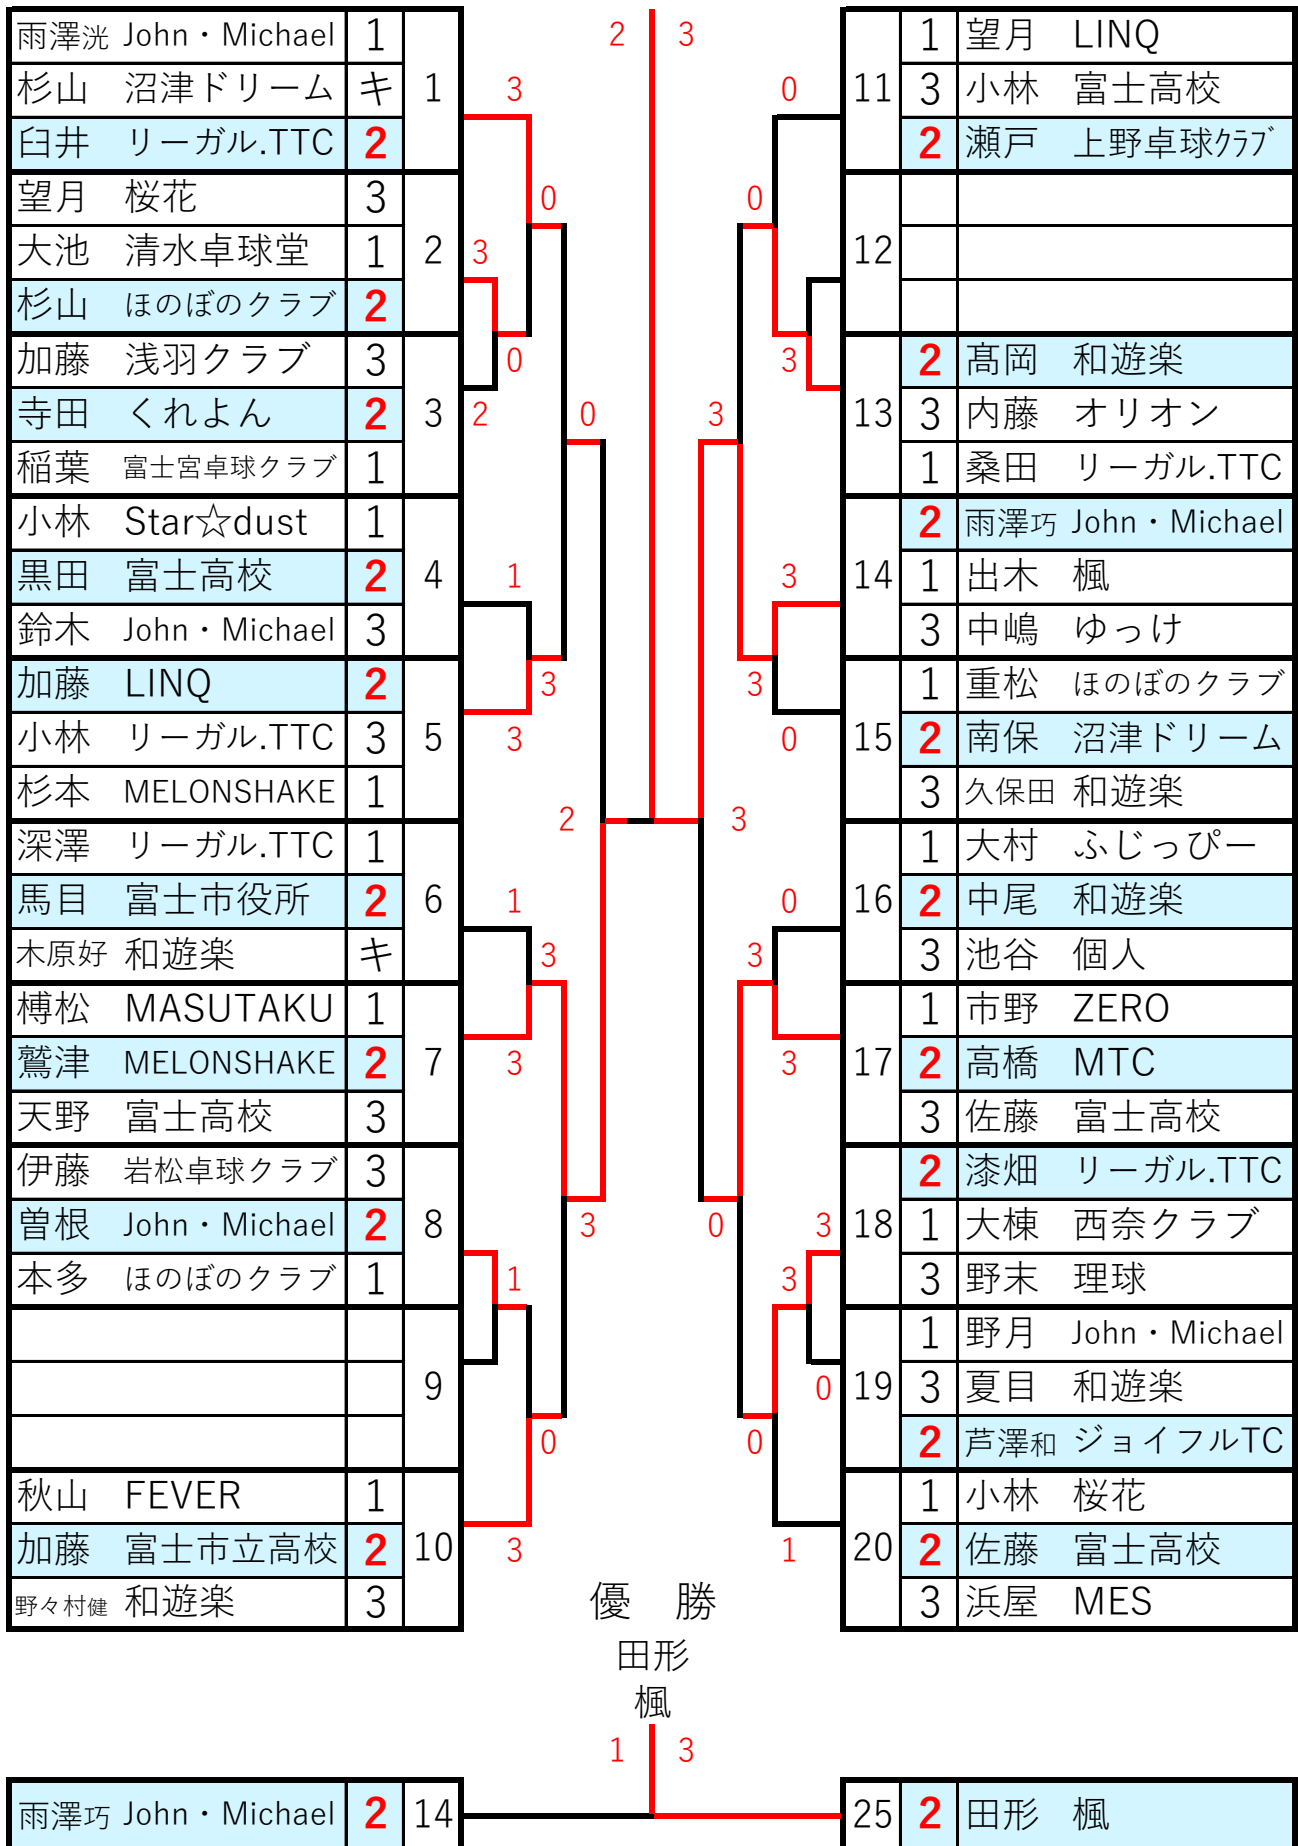 雨澤洸 John・Michael 1
杉山 沼津ドリーム キ 1
臼井 リーガル.TTC 2
望月 桜花 3
大池 清水卓球堂 1 2
杉山 ほのぼのクラブ 2
加藤 浅羽クラブ 3
寺田 くれよん 2 3
稲葉 富士宮卓球クラブ 1
小林 Star☆dust 1
黒田 富士高校 2 4
鈴木 John・Michael 3
加藤 LINQ 2
小林 リーガル.TTC 3 5
杉本 MELONSHAKE 1
深澤 リーガル.TTC 1
馬目 富士市役所 2 6
木原好 和遊楽 キ
榑松 MASUTAKU 1
鷲津 MELONSHAKE 2 7
天野 富士高校 3
伊藤 岩松卓球クラブ 3
曽根 John・Michael 2 8
本多 ほのぼのクラブ 1
9
秋山 FEVER 1
加藤 富士市立高校 2 10
野々村健 和遊楽 3
3
0
3
0
2
0
1
3
3
2
1
3
3
3
1
0
3
2 3
0
0
3
3
3
3
0
3
0
3
3
0
3
3
0
0
1
1 望月 LINQ
11 3 小林 富士高校
2 瀬戸 上野卓球クラブ
12
2 髙岡 和遊楽
13 3 内藤 オリオン
1 桑田 リーガル.TTC
2 雨澤巧 John・Michael
14 1 出木 楓
3 中嶋 ゆっけ
1 重松 ほのぼのクラブ
15 2 南保 沼津ドリーム
3 久保田 和遊楽
1 大村 ふじっぴー
16 2 中尾 和遊楽
3 池谷 個人
1 市野 ZERO
17 2 高橋 MTC
3 佐藤 富士高校
2 漆畑 リーガル.TTC
18 1 大棟 西奈クラブ
3 野末 理球
1 野月 John・Michael
19 3 夏目 和遊楽
2 芦澤和 ジョイフルTC
1 小林 桜花
20 2 佐藤 富士高校
3 浜屋 MES
優 勝
田形
楓
1 3
雨澤巧 John・Michael 2 14
25 2 田形 楓